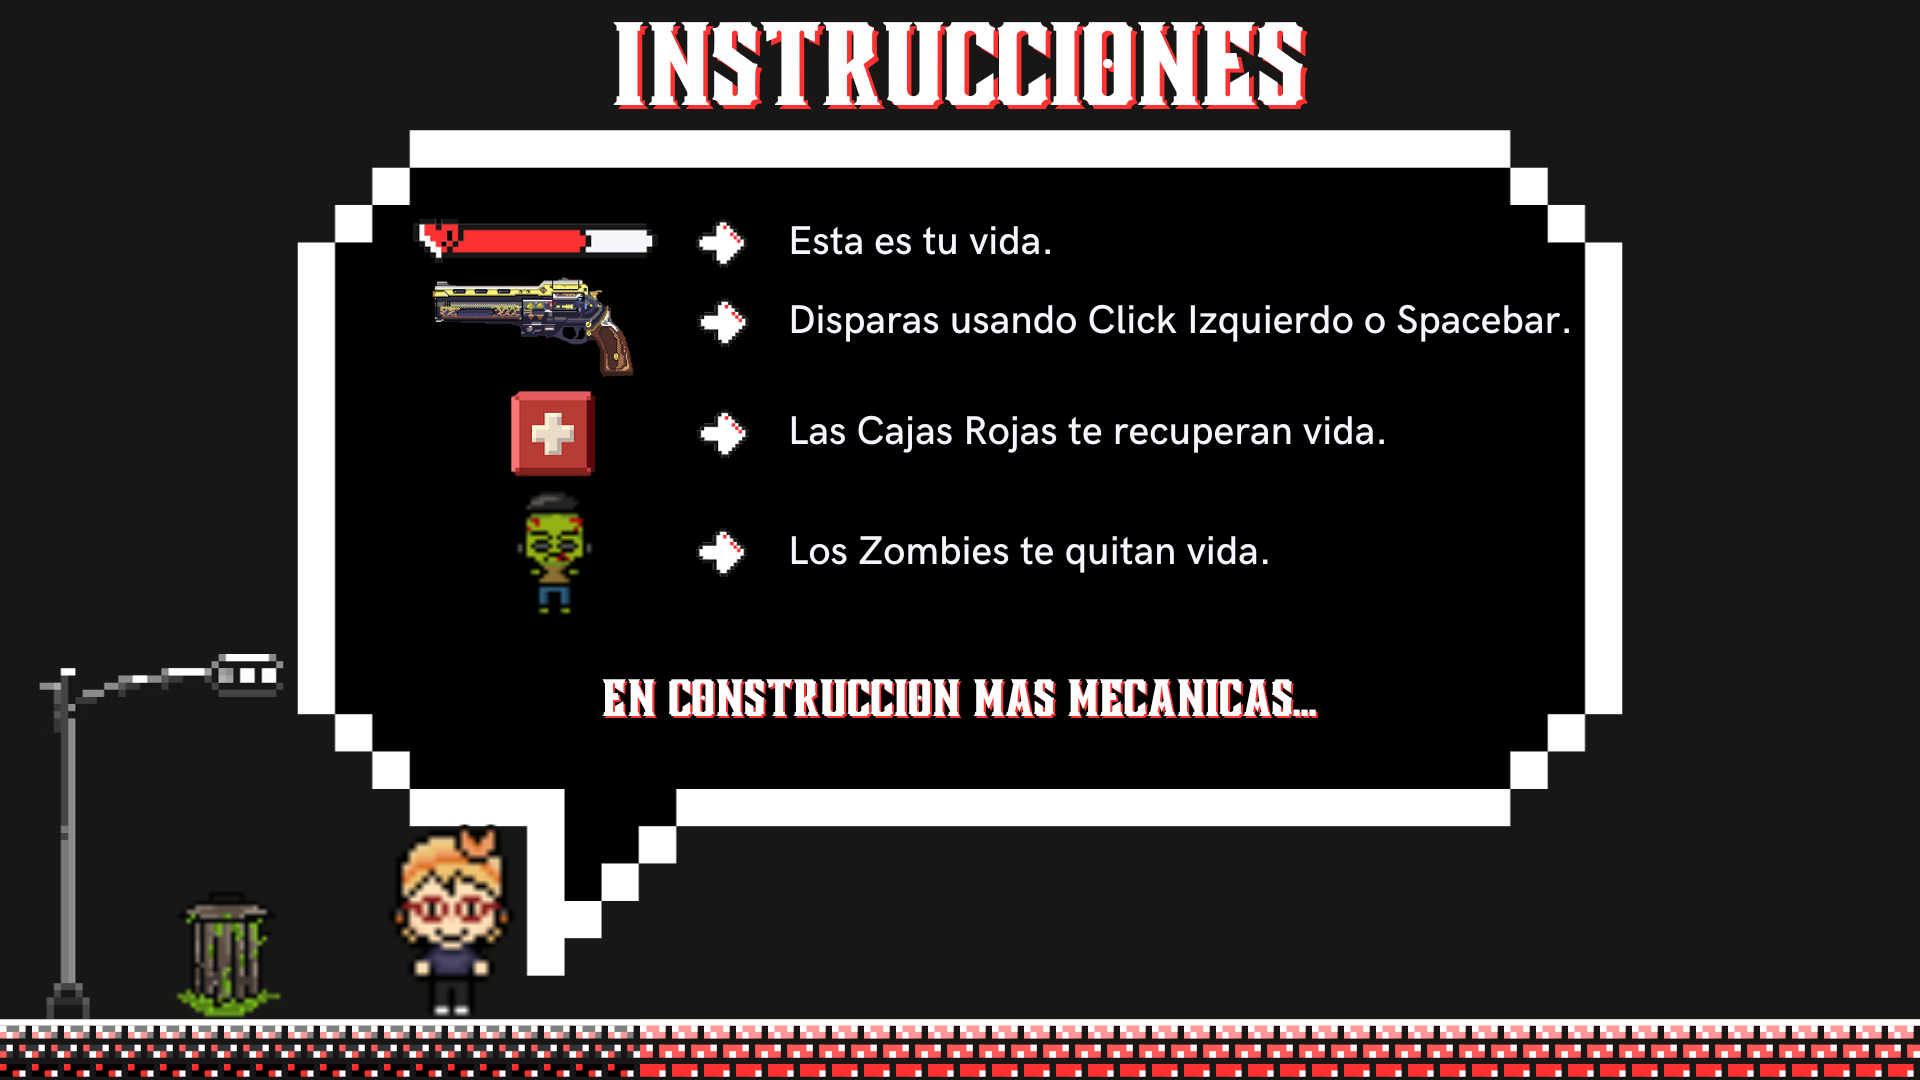 INSTRUCCIONES
Esta es tu vida.
Disparas usando Click Izquierdo o Spacebar.
Las Cajas Rojas te recuperan vida.
Los Zombies te quitan vida.
EN CONSTRUCCION MAS MECANICAS...